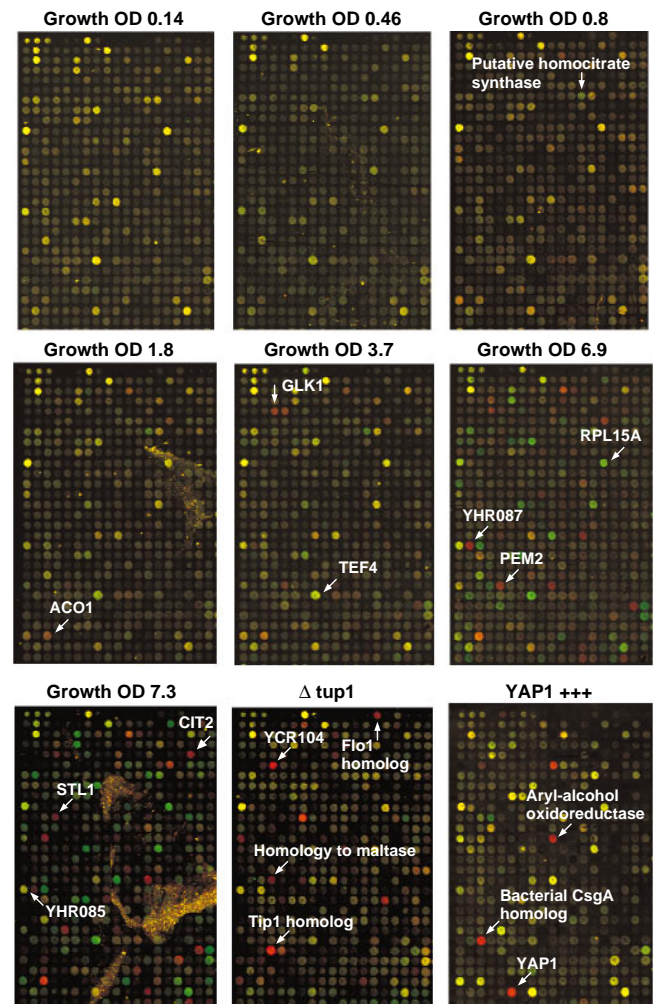 Growth OD 0.14
Growth OD 0.46
Growth OD 0.8
Putative homocitrate
synthase
Growth OD 1.8
Growth OD 3.7
Growth OD 6.9
GLK1
RPL15A
YHR087
PEM2
TEF4
ACO1
Growth OD 7.3
Δ tup1
YAP1 +++
CIT2
YCR104
Flo1
homolog
STL1
Aryl-alcohol
oxidoreductase
Homology to maltase
YHR085
Bacterial CsgA
homolog
Tip1 homolog
YAP1